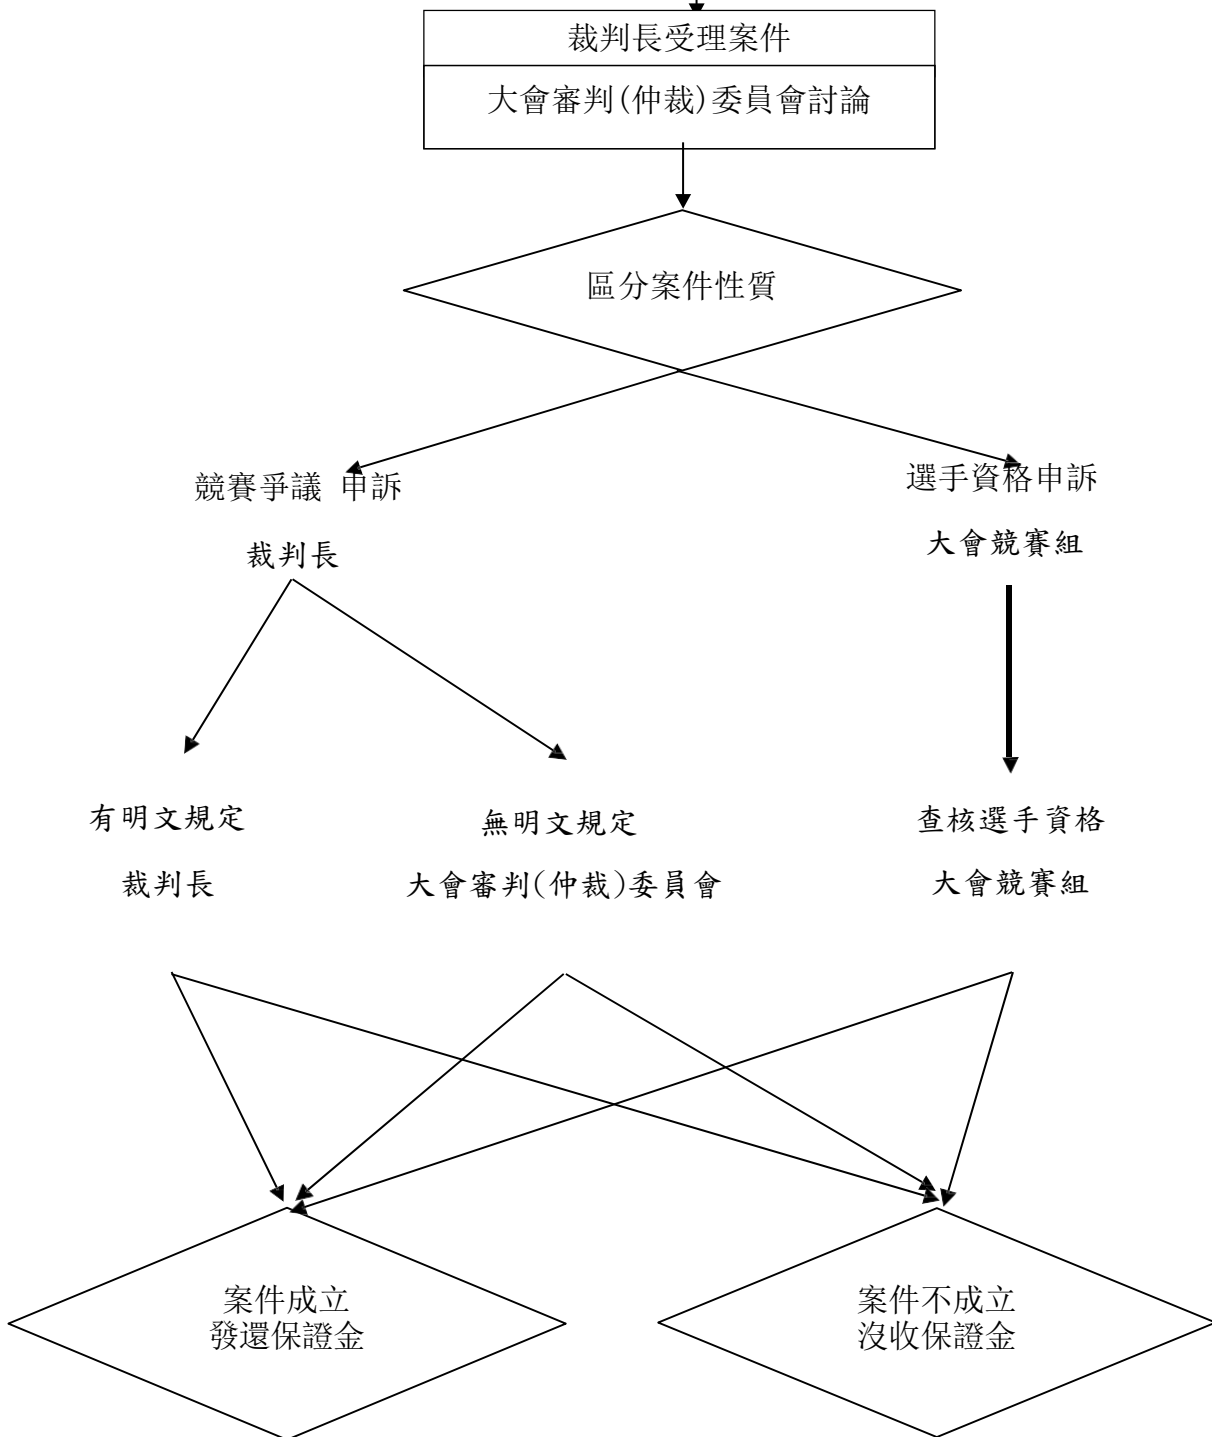 裁判長受理案件
大會審判(仲裁)委員會討論
區分案件性質
競賽爭議 申訴
裁判長
選手資格申訴
大會競賽組
有明文規定
裁判長
無明文規定
大會審判(仲裁)委員會
查核選手資格
大會競賽組
案件成立
發還保證金
案件不成立
沒收保證金